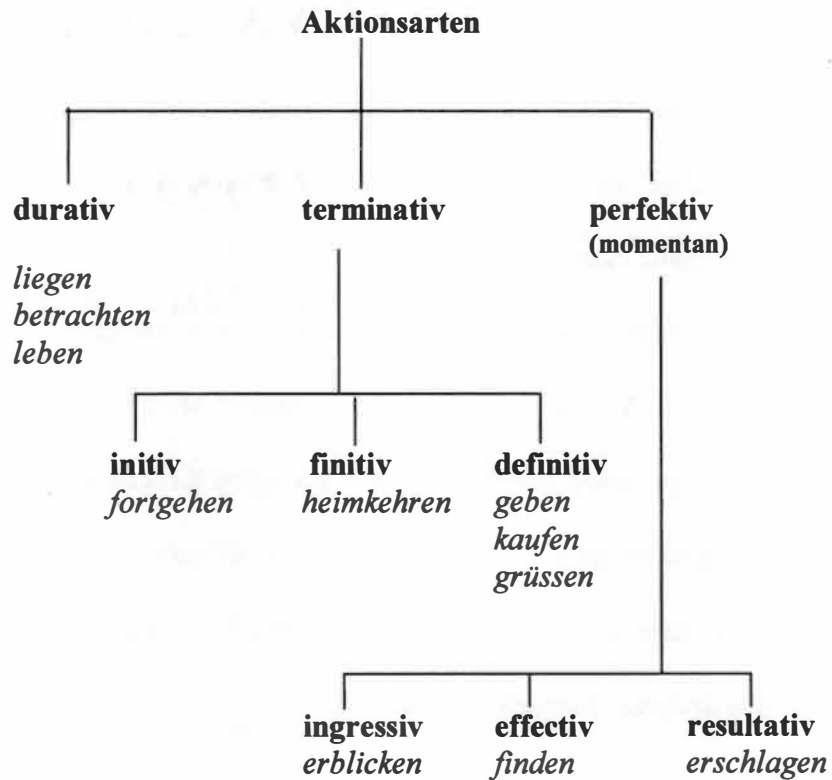 Aktionsarten
durativ
terminativ
perfektiv
(momentan)
liegen
betrachten
leben
initiv
fortgehen
finitiv
heimkehren
definitiv
geben
kaufen
grüssen
ingressiv
erblicken
effectiv
finden
resultativ
erschlagen